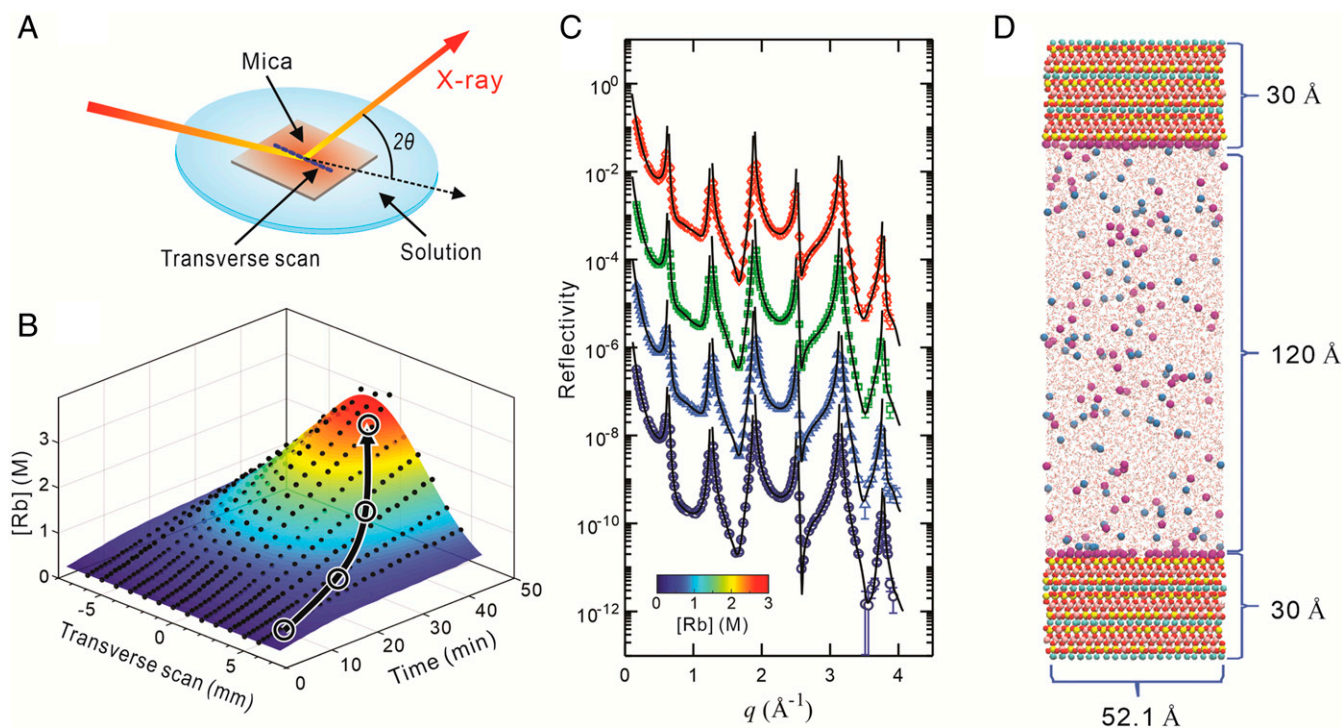 A
Mica
X-ray
2θ
Transverse scan
Solution
B
[Rb] (M)
3
2
1
0
-5
0
5
Transverse scan (mm)
0
10
20
30
40
50
Time (min)
C
Reflectivity
10⁰
10⁻²
10⁻⁴
10⁻⁶
10⁻⁸
10⁻¹⁰
10⁻¹²
0 1 2 3
[Rb] (M)
0 1 2 3 4
q (Å⁻¹)
D
30 Å
120 Å
30 Å
52.1 Å